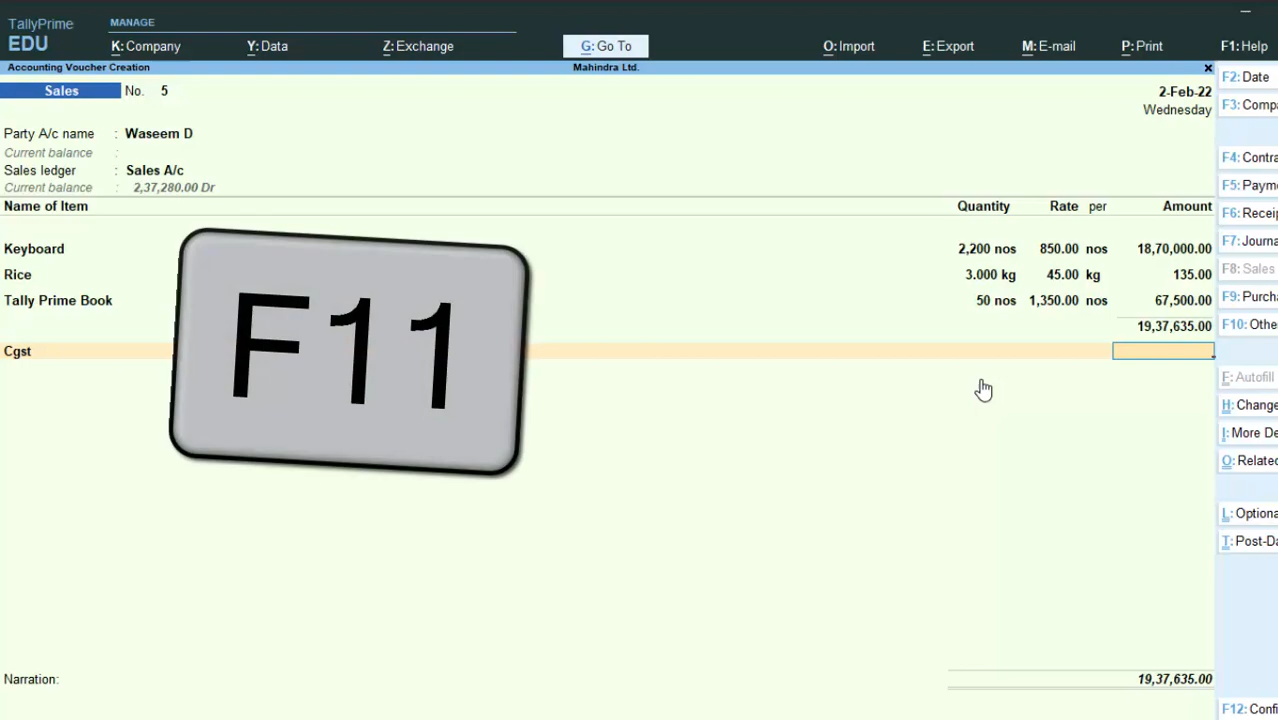 TallyPrime
EDU
MANAGE
K: Company Y: Data Z: Exchange G: Go To O: Import E: Export M: E-mail P: Print F1: Help
Accounting Voucher Creation Mahindra Ltd. x
Sales No. 5 2-Feb-22
Wednesday
Party A/c name : Waseem D
Current balance :
Sales ledger : Sales A/c
Current balance : 2,37,280.00 Dr
Name of Item Quantity Rate per Amount
Keyboard 2,200 nos 850.00 nos 18,70,000.00
Rice 3.000 kg 45.00 kg 135.00
Tally Prime Book 50 nos 1,350.00 nos 67,500.00
19,37,635.00
Cgst
F11
Narration: 19,37,635.00
F2: Date
F3: Compa
F4: Contra
F5: Payme
F6: Receip
F7: Journa
F8: Sales
F9: Purcha
F10: Othe
F: Autofill
H: Change
I: More De
O: Related
L: Optiona
T: Post-Da
F12: Confi